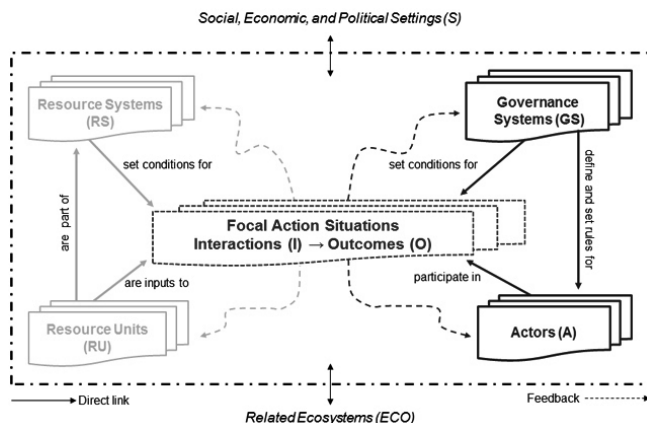 Social, Economic, and Political Settings (S)
Resource Systems
(RS)
Governance
Systems (GS)
set conditions for
set conditions for
are part of
define and set rules for
Focal Action Situations
Interactions (I) → Outcomes (O)
are inputs to
participate in
Resource Units
(RU)
Actors (A)
Direct link
Feedback
Related Ecosystems (ECO)